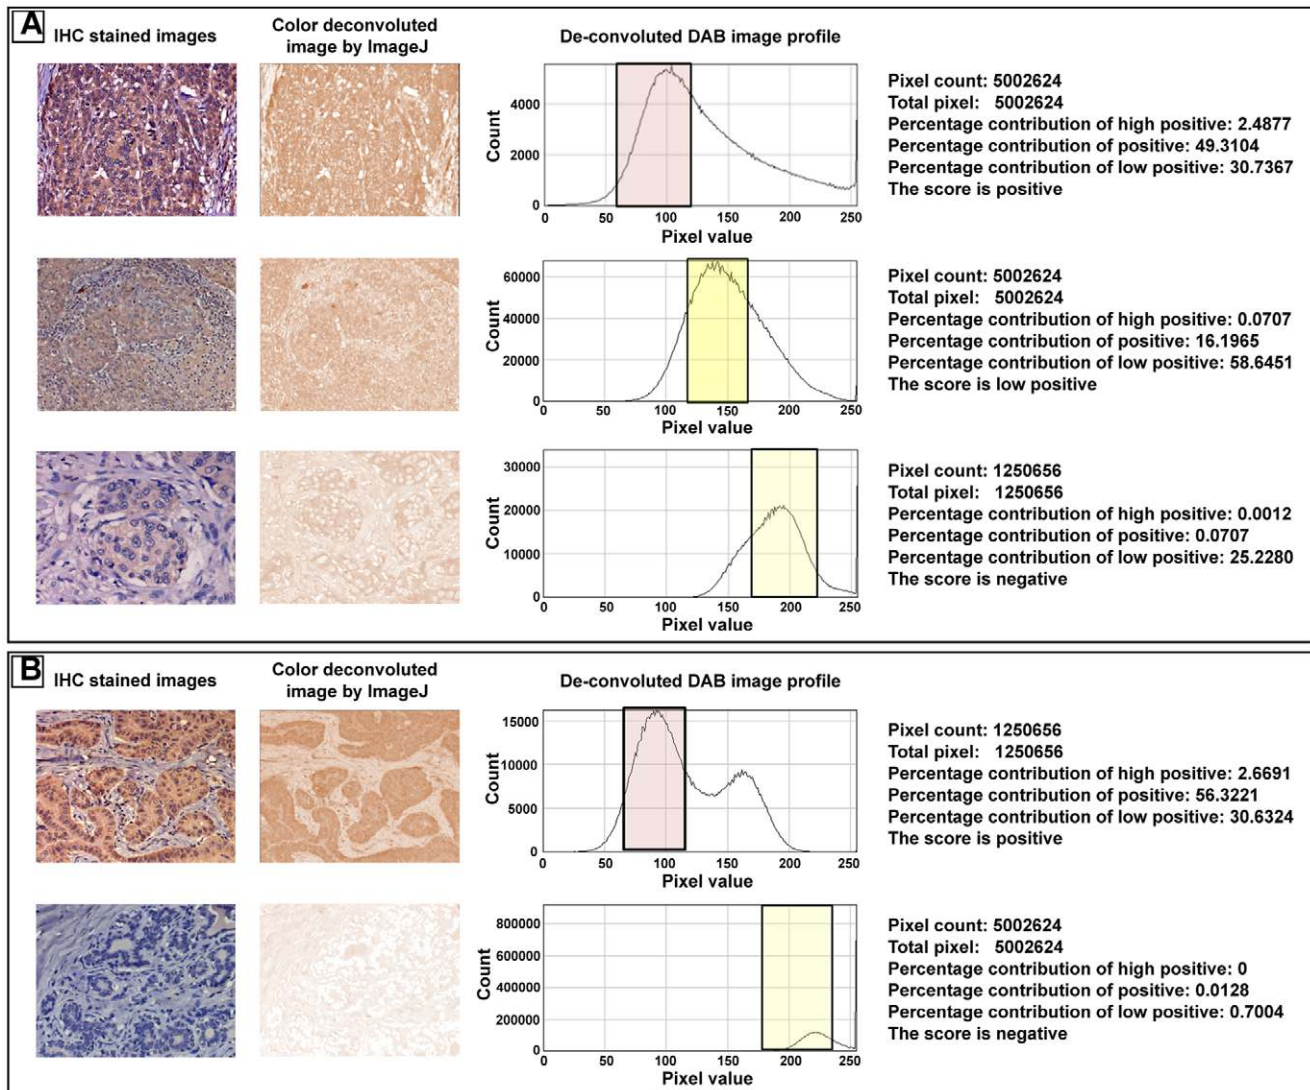 A
IHC stained images
Color deconvoluted
image by ImageJ
De-convoluted DAB image profile
Count
4000
2000
0
0 50 100 150 200 250
Pixel value
Pixel count: 5002624
Total pixel: 5002624
Percentage contribution of high positive: 2.4877
Percentage contribution of positive: 49.3104
Percentage contribution of low positive: 30.7367
The score is positive
Count
60000
40000
20000
0
0 50 100 150 200 250
Pixel value
Pixel count: 5002624
Total pixel: 5002624
Percentage contribution of high positive: 0.0707
Percentage contribution of positive: 16.1965
Percentage contribution of low positive: 58.6451
The score is low positive
Count
30000
20000
10000
0
0 50 100 150 200 250
Pixel value
Pixel count: 1250656
Total pixel: 1250656
Percentage contribution of high positive: 0.0012
Percentage contribution of positive: 0.0707
Percentage contribution of low positive: 25.2280
The score is negative
B
IHC stained images
Color deconvoluted
image by ImageJ
De-convoluted DAB image profile
Count
15000
10000
5000
0
0 50 100 150 200 250
Pixel value
Pixel count: 1250656
Total pixel: 1250656
Percentage contribution of high positive: 2.6691
Percentage contribution of positive: 56.3221
Percentage contribution of low positive: 30.6324
The score is positive
Count
800000
600000
400000
200000
0
0 50 100 150 200 250
Pixel value
Pixel count: 5002624
Total pixel: 5002624
Percentage contribution of high positive: 0
Percentage contribution of positive: 0.0128
Percentage contribution of low positive: 0.7004
The score is negative